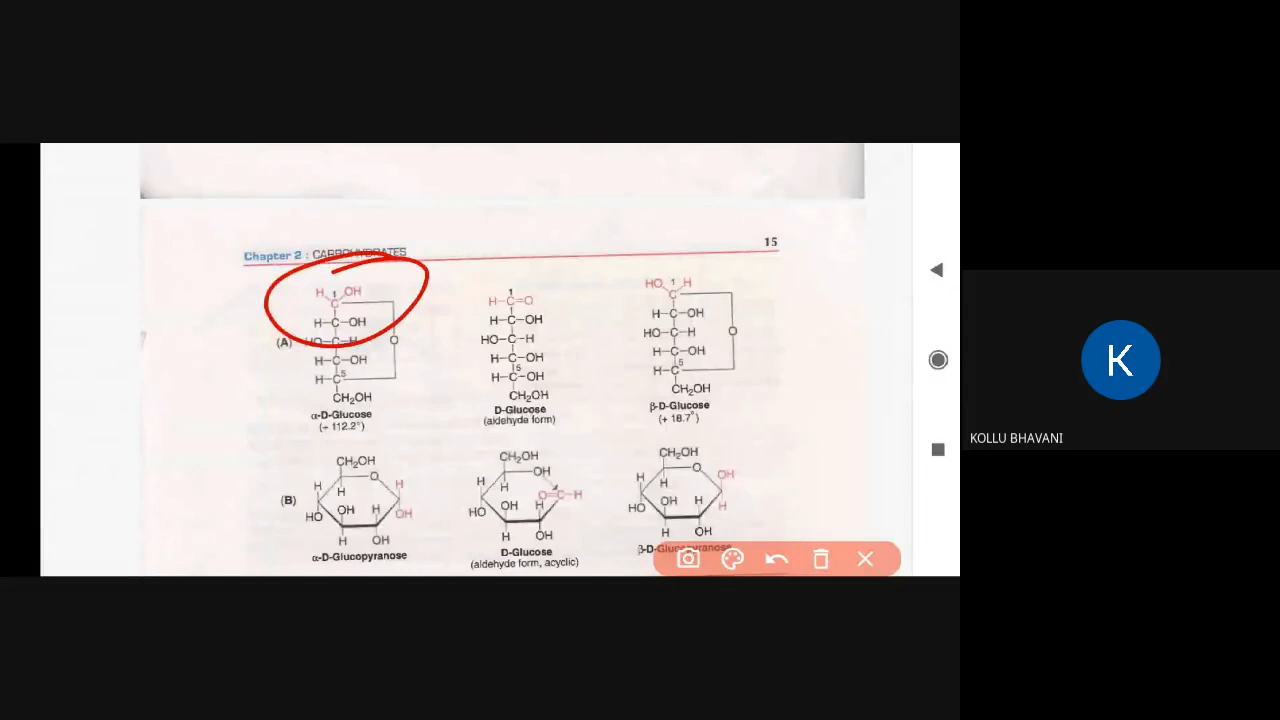 Chapter 2 : CARBOHYDRATES
15
H 1 OH
C
H-C-OH
HO-C-H
(A)
O
H-C-OH
5
H-C
CH₂OH
α-D-Glucose
(+ 112.2°)
1
H-C=O
H-C-OH
HO-C-H
H-C-OH
5
H-C-OH
CH₂OH
D-Glucose
(aldehyde form)
HO 1 H
C
H-C-OH
HO-C-H
O
H-C-OH
5
H-C
CH₂OH
β-D-Glucose
(+ 18.7°)
(B)
CH₂OH
H
O
H
H
OH
H
HO
OH
H
OH
α-D-Glucopyranose
CH₂OH
H
OH
H
O=C-H
OH
H
HO
H
OH
D-Glucose
(aldehyde form, acyclic)
CH₂OH
H
O
OH
H
OH
H
HO
H
H
OH
β-D-Glucopyranose
K
KOLLU BHAVANI